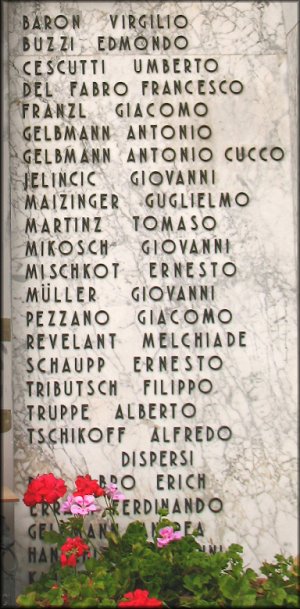 BARON VIRGILIO
BUZZI EDMONDO
CESCUTTI UMBERTO
DEL FABRO FRANCESCO
FRANZL GIACOMO
GELBMANN ANTONIO
GELBMANN ANTONIO CUCCO
JELINCIC GIOVANNI
MAIZINGER GUGLIELMO
MARTINZ TOMASO
MIKOSCH GIOVANNI
MISCHKOT ERNESTO
MÜLLER GIOVANNI
PEZZANO GIACOMO
REVELANT MELCHIADE
SCHAUPP ERNESTO
TRIBUTSCH FILIPPO
TRUPPE ALBERTO
TSCHIKOFF ALFREDO
DISPERSI
ERICH
FERDINANDO